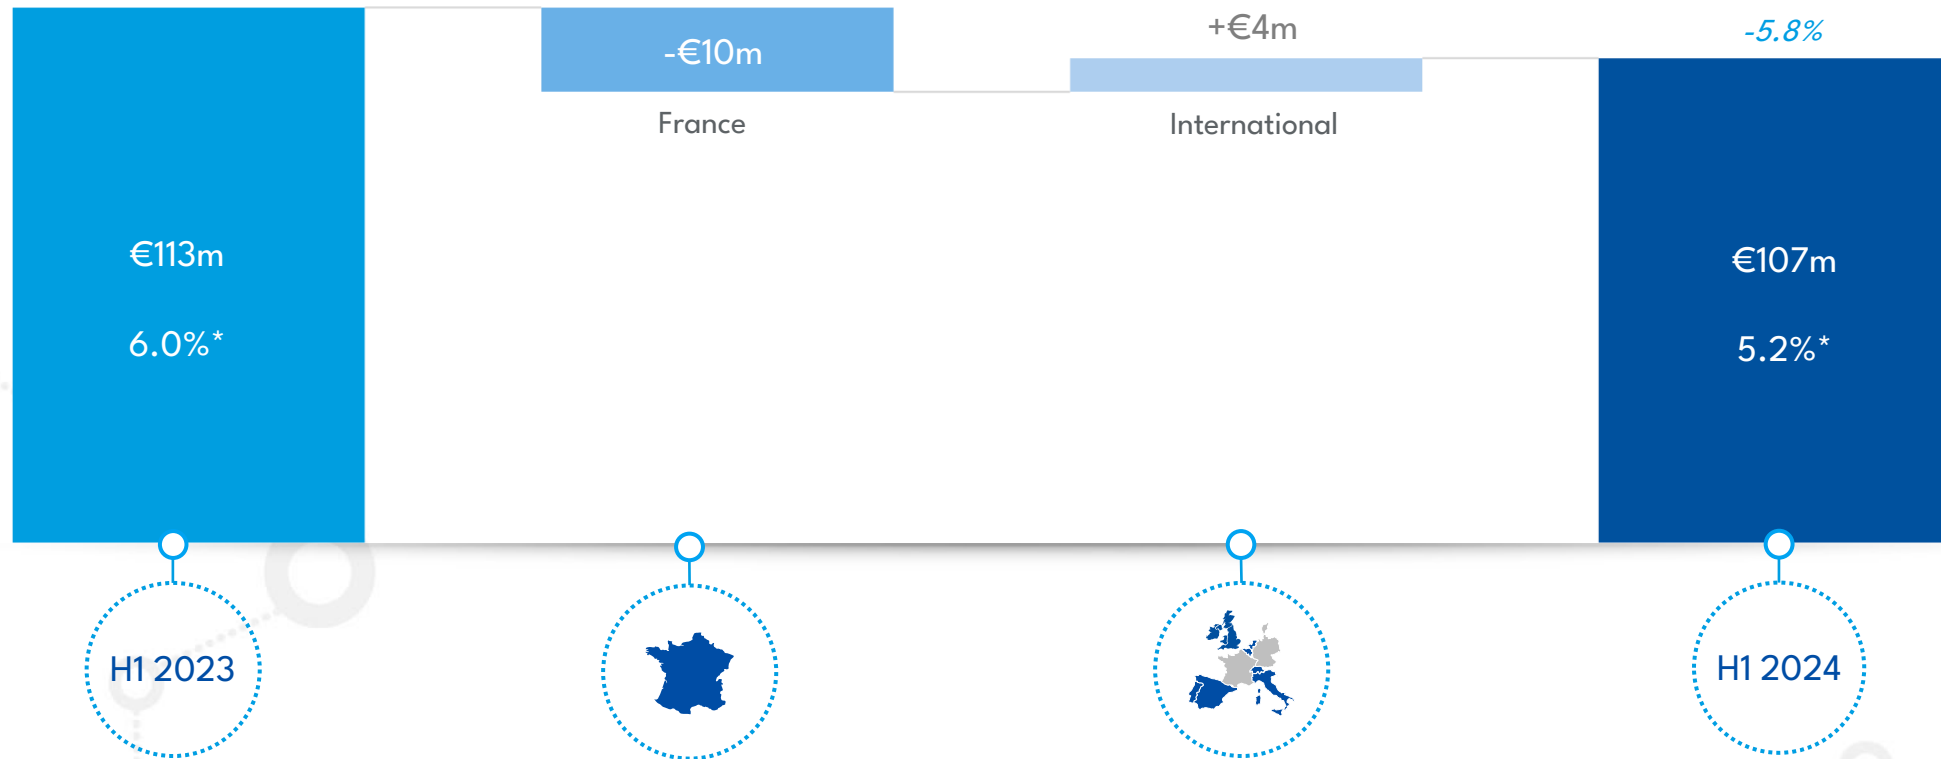 -€10m
+€4m
-5.8%
France
International
€113m
€107m
6.0%*
5.2%*
H1 2023
H1 2024